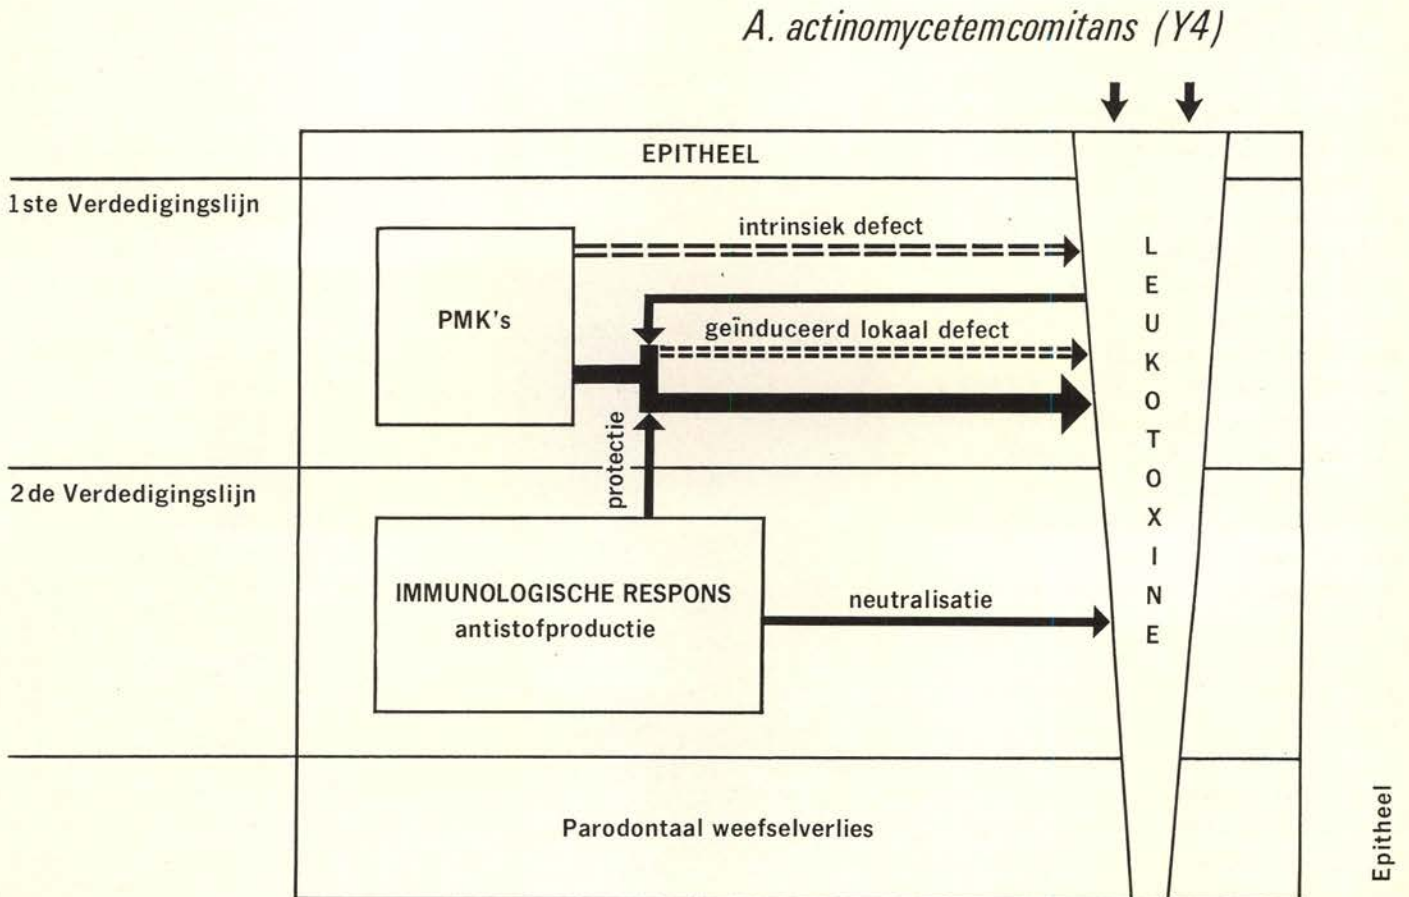 A. actinomycetemcomitans (Y4)
EPITHEEL
1ste Verdedigingslijn
intrinsiek defect
PMK's
geïnduceerd lokaal defect
protectie
LEUKOTOXINE
2de Verdedigingslijn
IMMUNOLOGISCHE RESPONS
antistofproductie
neutralisatie
Parodontaal weefselverlies
Epitheel